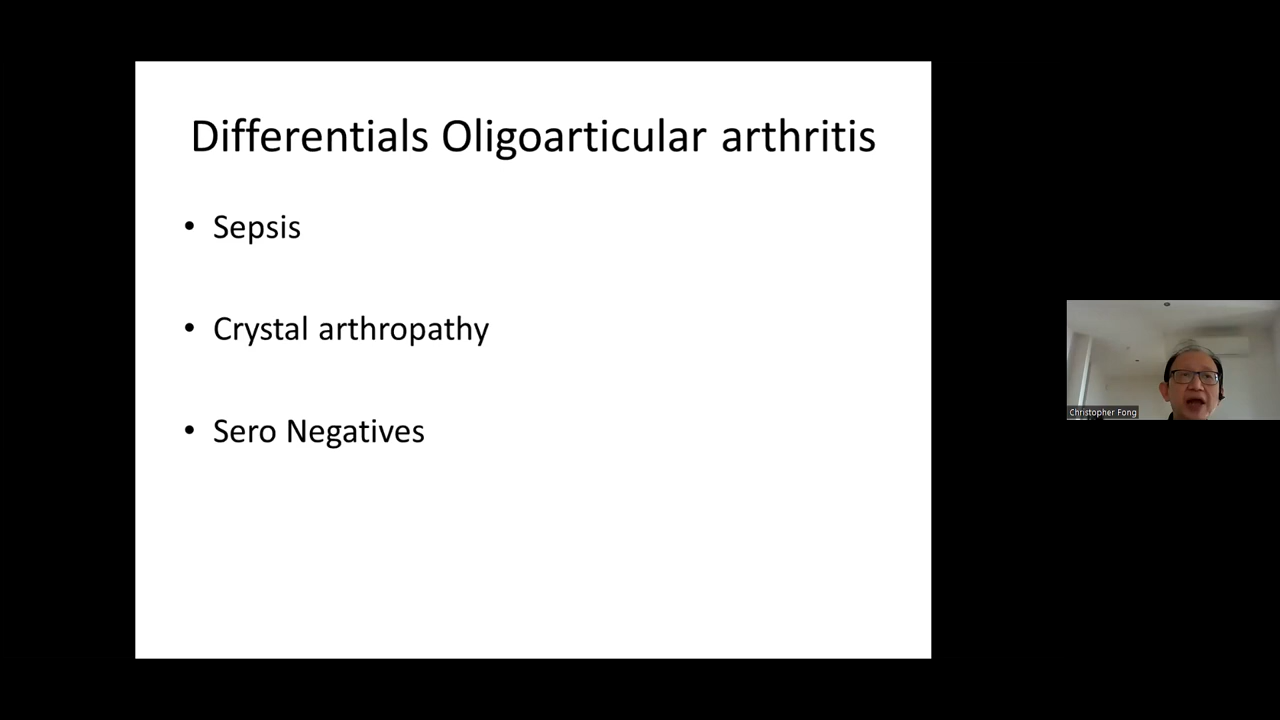 Differentials Oligoarticular arthritis
• Sepsis
• Crystal arthropathy
• Sero Negatives
Christopher Fong